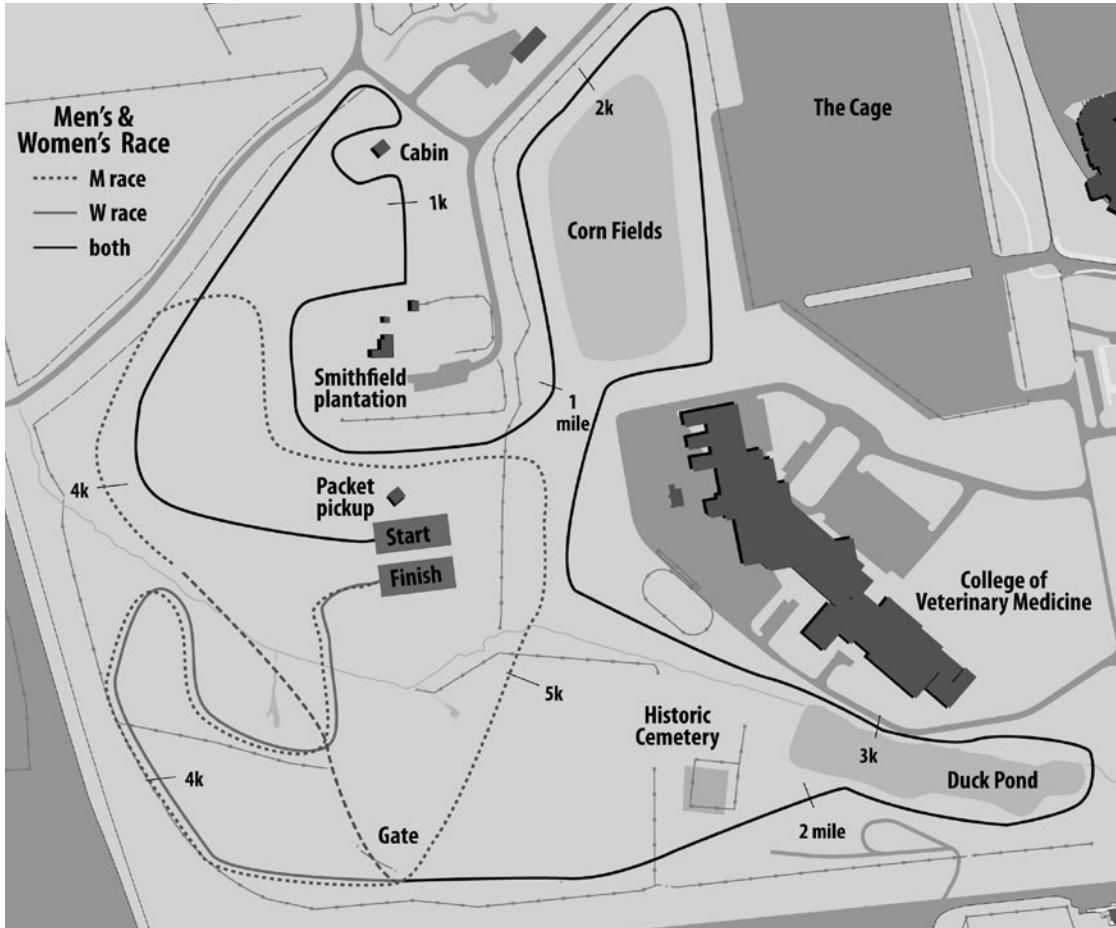 Men's &
Women's Race
M race
W race
both
2k
The Cage
Cabin
1k
Corn Fields
Smithfield
plantation
1
mile
4k
Packet
pickup
Start
Finish
College of
Veterinary Medicine
5k
Historic
Cemetery
3k
Duck Pond
4k
2 mile
Gate